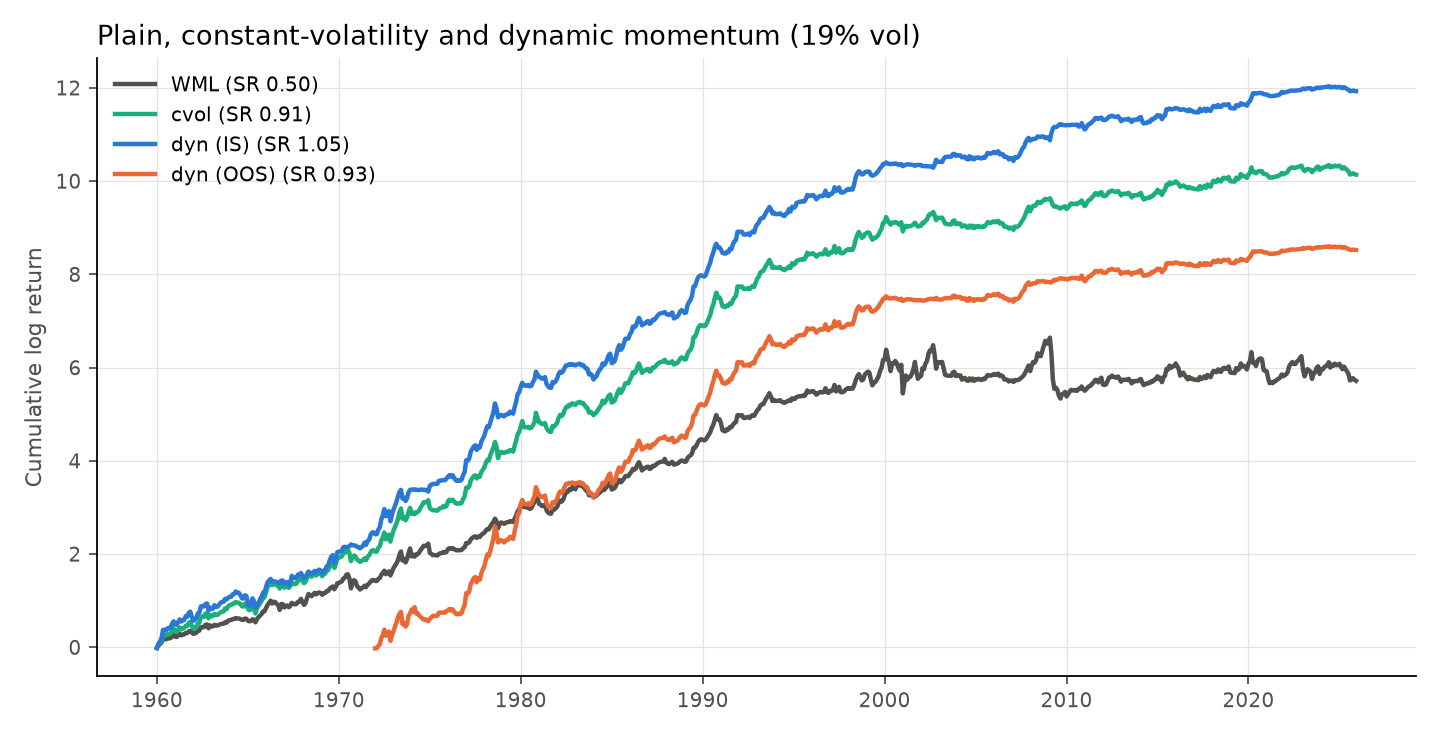 Plain, constant-volatility and dynamic momentum (19% vol)
WML (SR 0.50)
cvol (SR 0.91)
dyn (IS) (SR 1.05)
dyn (OOS) (SR 0.93)
Cumulative log return
12
10
8
6
4
2
0
1960
1970
1980
1990
2000
2010
2020